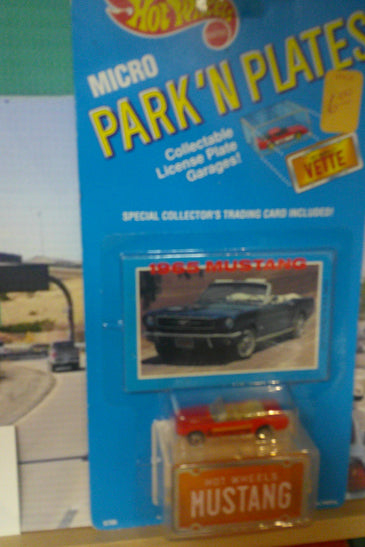 Hot Wheels
MICRO
PARK'N PLATES
Collectable
License Plate
Garages!
VETTE
SPECIAL COLLECTOR'S TRADING CARD INCLUDED!
1965 MUSTANG
HOT WHEELS
MUSTANG